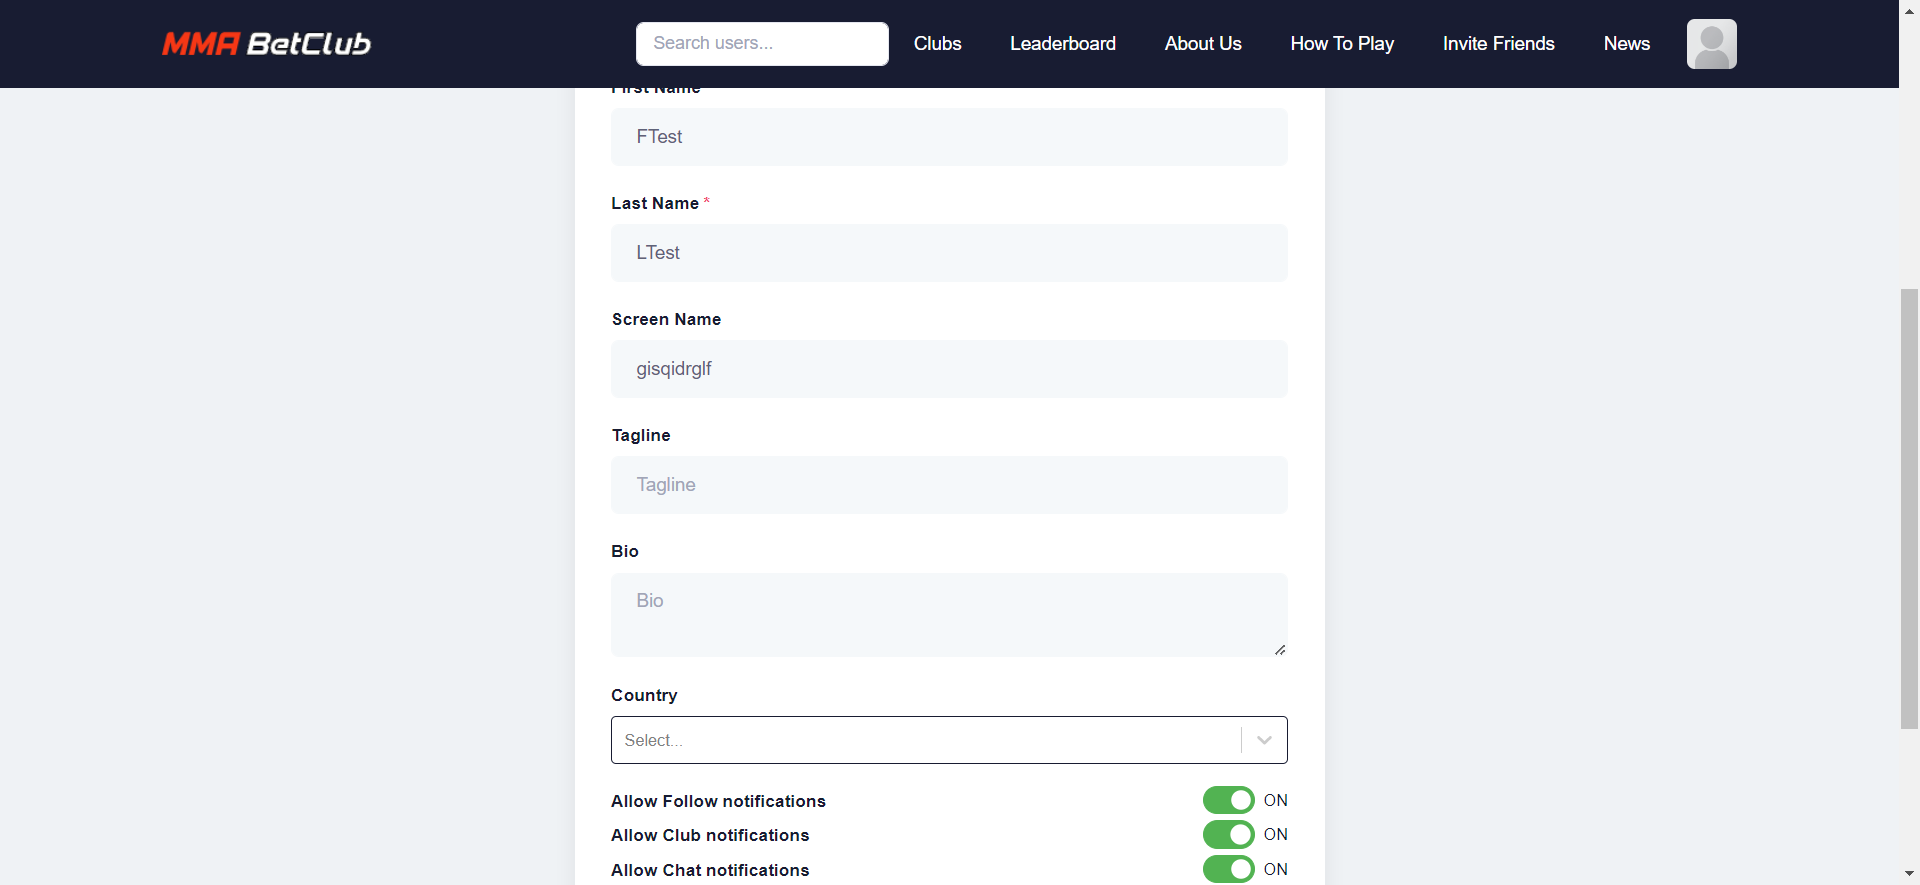 MMA BetClub
Search users...
Clubs
Leaderboard
About Us
How To Play
Invite Friends
News
First Name
FTest
Last Name *
LTest
Screen Name
gisqidrglf
Tagline
Tagline
Bio
Bio
Country
Select...
Allow Follow notifications ON
Allow Club notifications ON
Allow Chat notifications ON